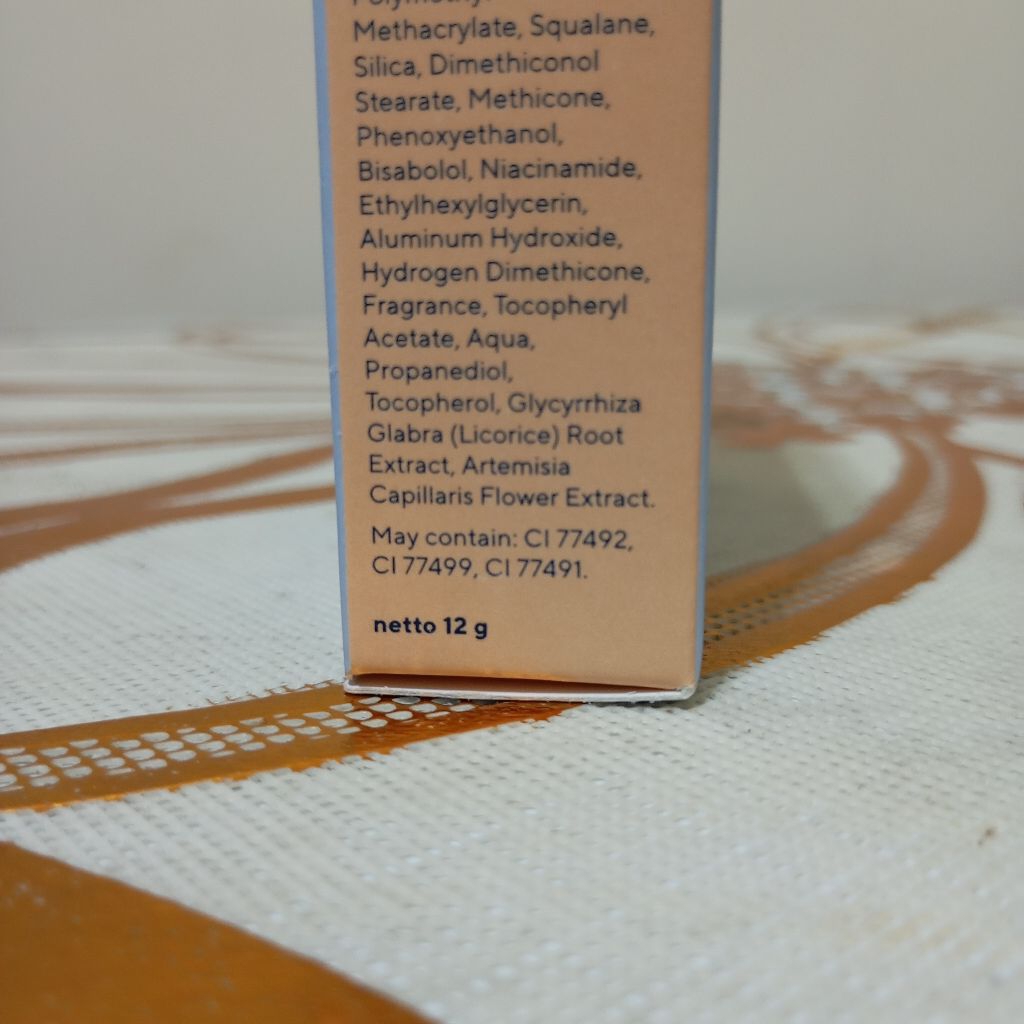 Methacrylate, Squalane,
Silica, Dimethiconol
Stearate, Methicone,
Phenoxyethanol,
Bisabolol, Niacinamide,
Ethylhexylglycerin,
Aluminum Hydroxide,
Hydrogen Dimethicone,
Fragrance, Tocopheryl
Acetate, Aqua,
Propanediol,
Tocopherol, Glycyrrhiza
Glabra (Licorice) Root
Extract, Artemisia
Capillaris Flower Extract.
May contain: CI 77492,
CI 77499, CI 77491.
netto 12 g